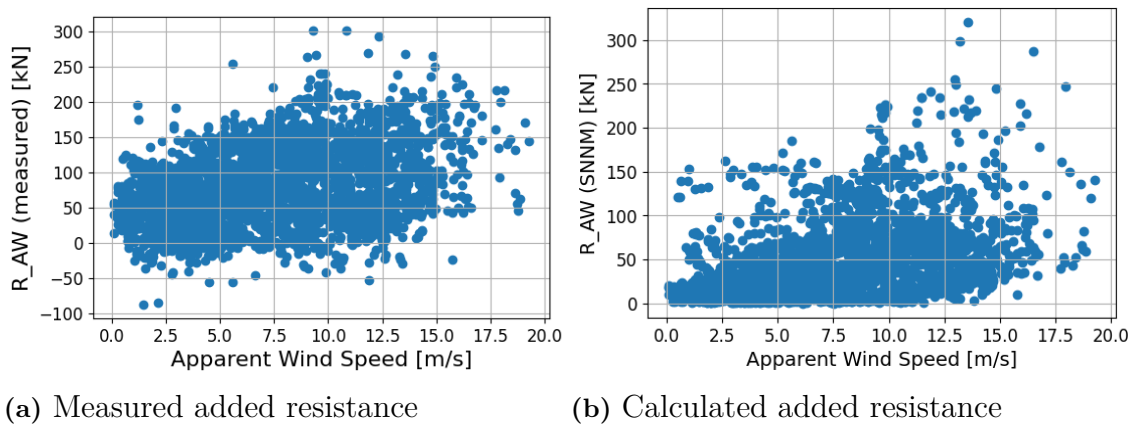 R_AW (measured) [kN]
300
250
200
150
100
50
0
−50
−100
0.0 2.5 5.0 7.5 10.0 12.5 15.0 17.5 20.0
Apparent Wind Speed [m/s]
(a) Measured added resistance
R_AW (SNNM) [kN]
300
250
200
150
100
50
0
0.0 2.5 5.0 7.5 10.0 12.5 15.0 17.5 20.0
Apparent Wind Speed [m/s]
(b) Calculated added resistance